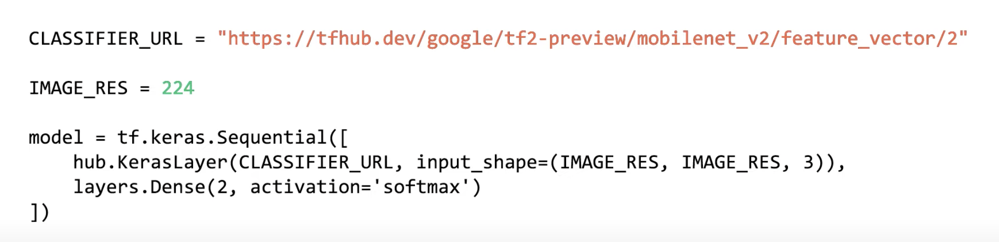 CLASSIFIER_URL = "https://tfhub.dev/google/tf2-preview/mobilenet_v2/feature_vector/2"
IMAGE_RES = 224
model = tf.keras.Sequential([
    hub.KerasLayer(CLASSIFIER_URL, input_shape=(IMAGE_RES, IMAGE_RES, 3)),
    layers.Dense(2, activation='softmax')
])